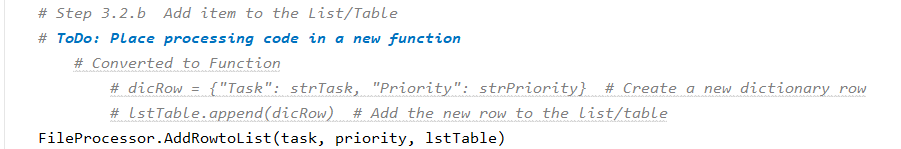 # Step 3.2.b  Add item to the List/Table
# ToDo: Place processing code in a new function
# Converted to Function
# dicRow = {"Task": strTask, "Priority": strPriority}  # Create a new dictionary row
# lstTable.append(dicRow)  # Add the new row to the list/table
FileProcessor.AddRowtoList(task, priority, lstTable)